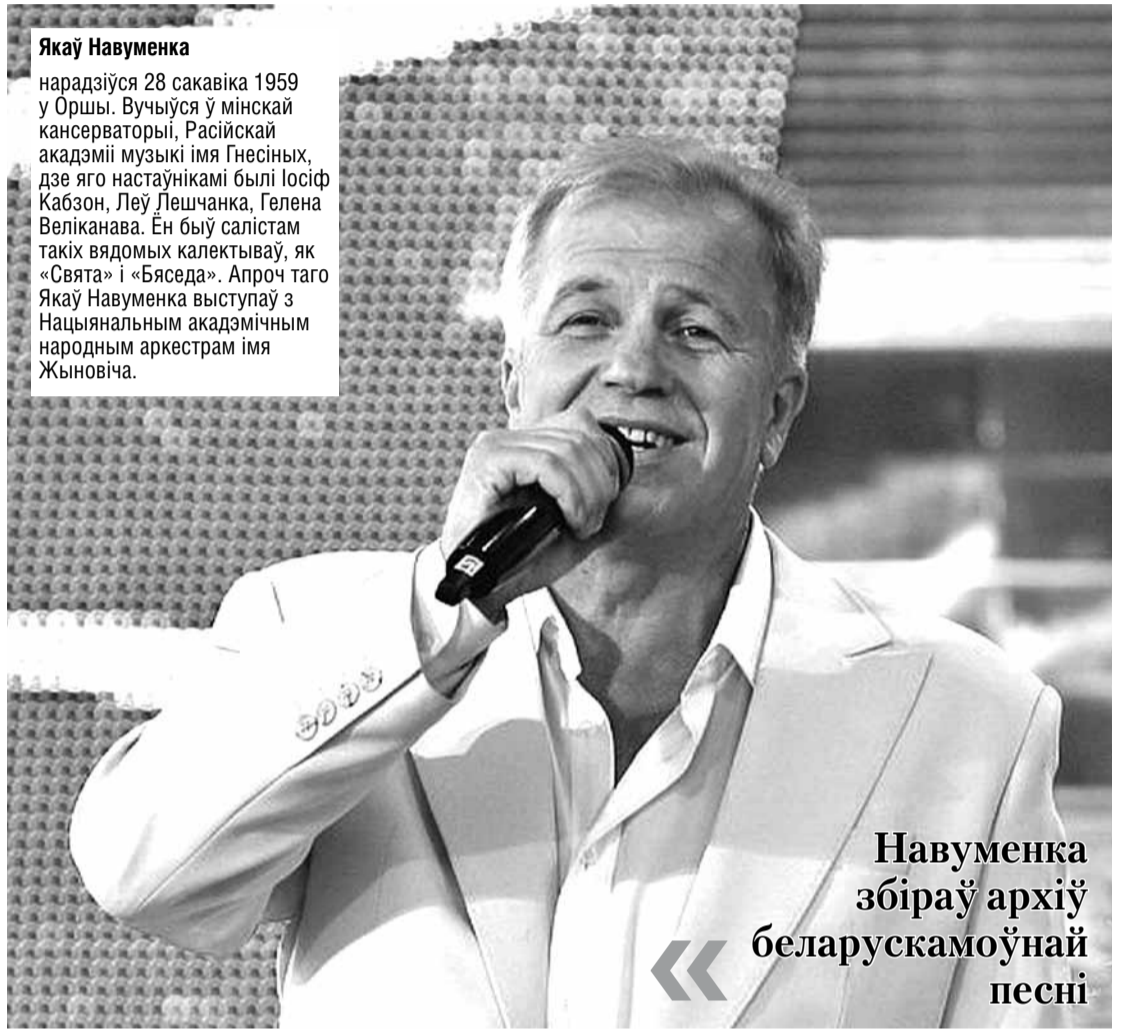 Якаў Навуменка
нарадзіўся 28 сакавіка 1959
у Оршы. Вучыўся ў мінскай
кансерваторыі, Расійскай
акадэміі музыкі імя Гнесіных,
дзе яго настаўнікамі былі Іосіф
Кабзон, Леў Лешчанка, Гелена
Веліканава. Ён быў салістам
такіх вядомых калектываў, як
«Свята» і «Бяседа». Апроч таго
Якаў Навуменка выступаў з
Нацыянальным акадэмічным
народным аркестрам імя
Жыновіча.
Навуменка
збіраў архіў
« беларускамоўнай
песні